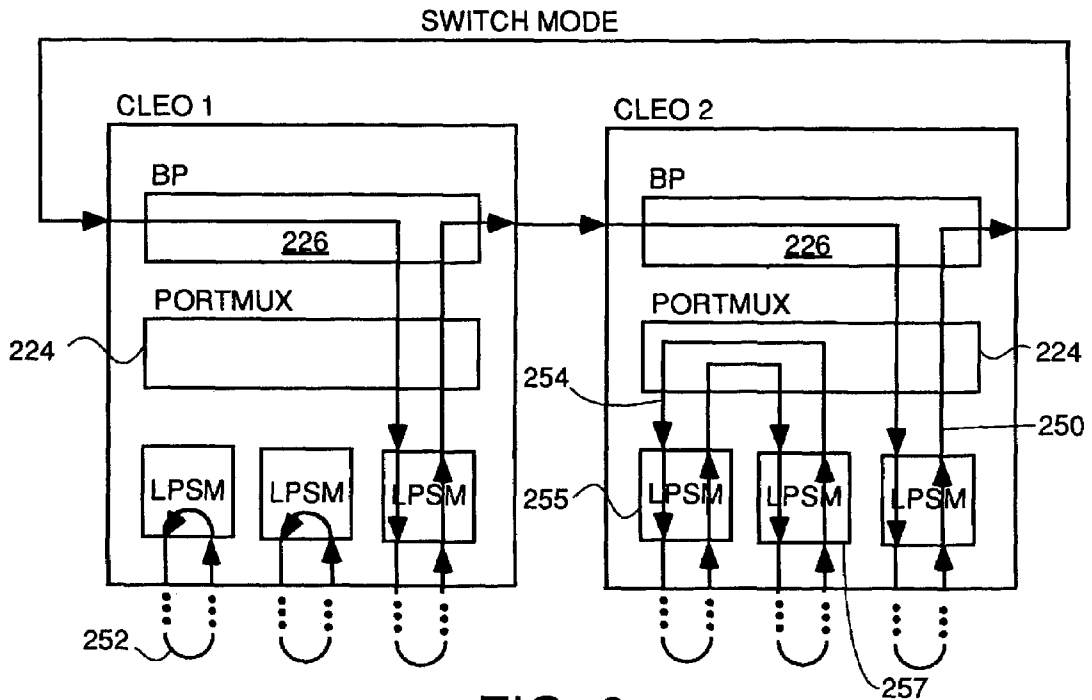 SWITCH MODE
CLEO 1
CLEO 2
BP
BP
226
226
PORTMUX
PORTMUX
224
224
254
250
LPSM
LPSM
LPSM
255
LPSM
LPSM
LPSM
252
257